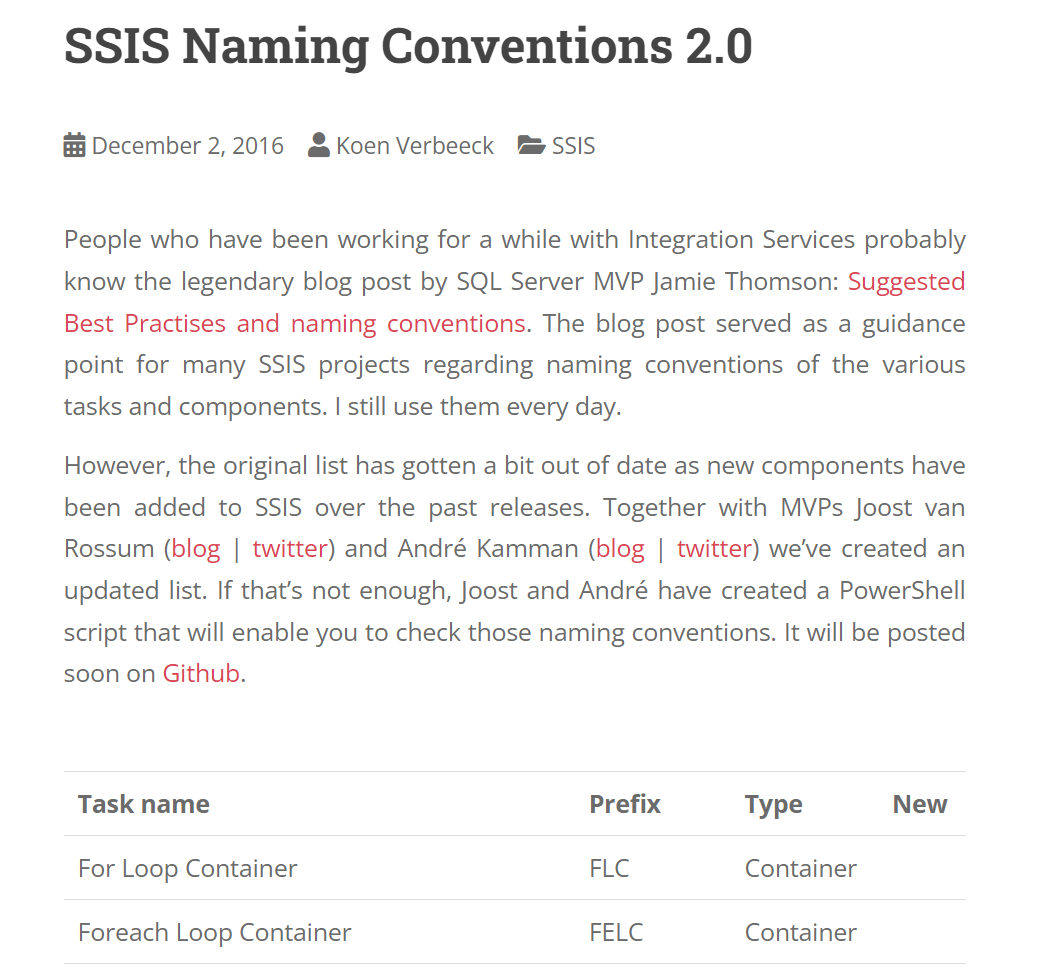 SSIS Naming Conventions 2.0
December 2, 2016 Koen Verbeeck SSIS
People who have been working for a while with Integration Services probably
know the legendary blog post by SQL Server MVP Jamie Thomson: Suggested
Best Practises and naming conventions. The blog post served as a guidance
point for many SSIS projects regarding naming conventions of the various
tasks and components. I still use them every day.
However, the original list has gotten a bit out of date as new components have
been added to SSIS over the past releases. Together with MVPs Joost van
Rossum (blog | twitter) and André Kamman (blog | twitter) we’ve created an
updated list. If that’s not enough, Joost and André have created a PowerShell
script that will enable you to check those naming conventions. It will be posted
soon on Github.
Task name Prefix Type New
For Loop Container FLC Container
Foreach Loop Container FELC Container